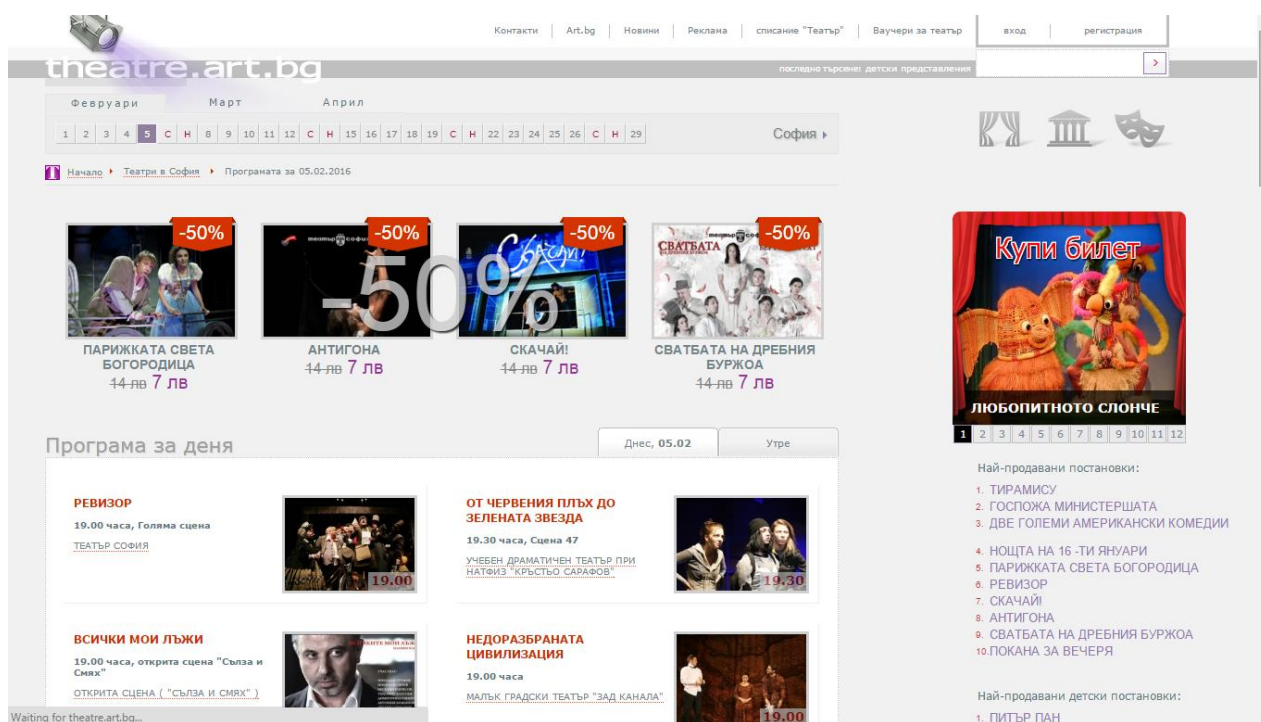 Контакти Art.bg Новини Реклама списание "Театър" Ваучери за театър вход регистрация
theatre.art.bg
последно търсене: детски представления
Февруари Март Април
1 2 3 4 5 С Н 8 9 10 11 12 С Н 15 16 17 18 19 С Н 22 23 24 25 26 С Н 29
София
Начало Театри в София Програмата за 05.02.2016
-50% -50% -50% -50%
-50%
СВАТБАТА
ПАРИЖКАТА СВЕТА БОГОРОДИЦА
14 лв 7 лв
АНТИГОНА
14 лв 7 лв
СКАЧАЙ!
14 лв 7 лв
СВАТБАТА НА ДРЕБНИЯ
БУРЖОА
14 лв 7 лв
Купи билет
ЛЮБОПИТНОТО СЛОНЧЕ
1 2 3 4 5 6 7 8 9 10 11 12
Програма за деня
Днес, 05.02 Утре
РЕВИЗОР
19.00 часа, Голяма сцена
ТЕАТЪР СОФИЯ
19.00
ОТ ЧЕРВЕНИЯ ПЛЪХ ДО
ЗЕЛЕНАТА ЗВЕЗДА
19.30 часа, Сцена 47
УЧЕБЕН ДРАМАТИЧЕН ТЕАТЪР ПРИ
НАТФИЗ "КРЪСТЬО САРАФОВ"
19.30
ВСИЧКИ МОИ ЛЪЖИ
19.00 часа, открита сцена "Сълза и
Смях"
ОТКРИТА СЦЕНА ( "СЪЛЗА И СМЯХ" )
НЕДОРАЗБРАНАТА
ЦИВИЛИЗАЦИЯ
19.00 часа
МАЛЪК ГРАДСКИ ТЕАТЪР "ЗАД КАНАЛА"
19.00
Най-продавани постановки:
1. ТИРАМИСУ
2. ГОСПОЖА МИНИСТЕРШАТА
3. ДВЕ ГОЛЕМИ АМЕРИКАНСКИ КОМЕДИИ
4. НОЩТА НА 16 -ТИ ЯНУАРИ
5. ПАРИЖКАТА СВЕТА БОГОРОДИЦА
6. РЕВИЗОР
7. СКАЧАЙ!
8. АНТИГОНА
9. СВАТБАТА НА ДРЕБНИЯ БУРЖОА
10. ПОКАНА ЗА ВЕЧЕРЯ
Най-продавани детски постановки:
1. ПИТЪР ПАН
Waiting for theatre.art.bg...